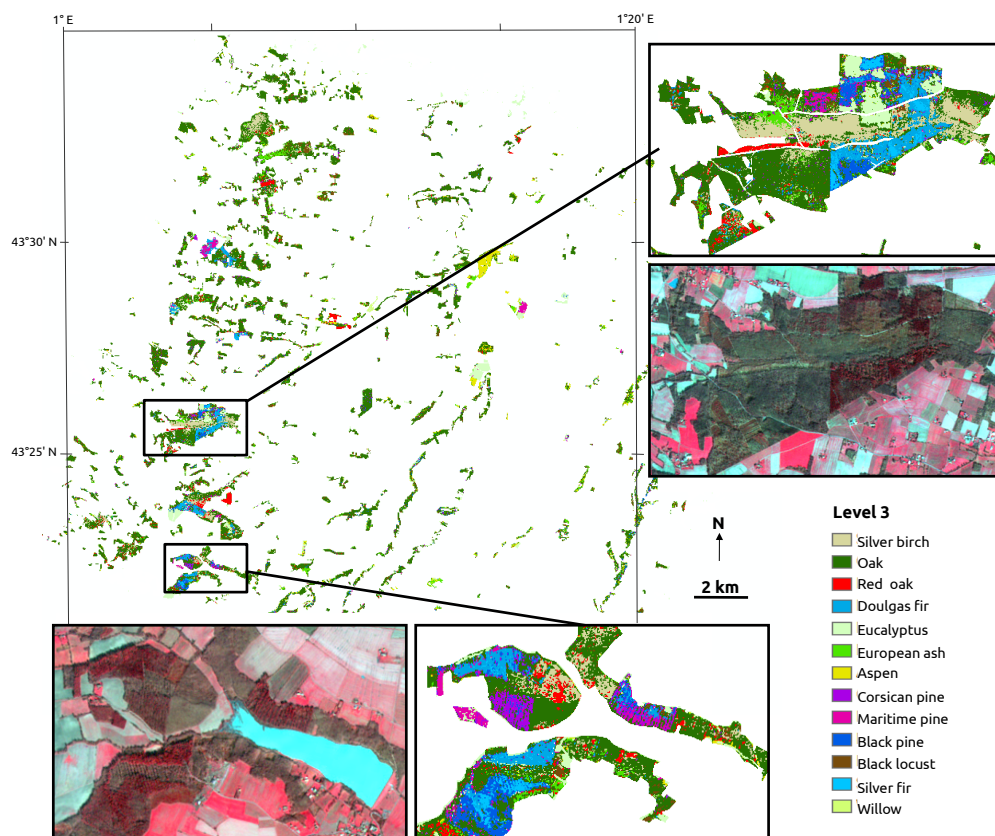 1° E
1°20' E
43°30' N
43°25' N
N
2 km
Level 3
Silver birch
Oak
Red oak
Doulgas fir
Eucalyptus
European ash
Aspen
Corsican pine
Maritime pine
Black pine
Black locust
Silver fir
Willow